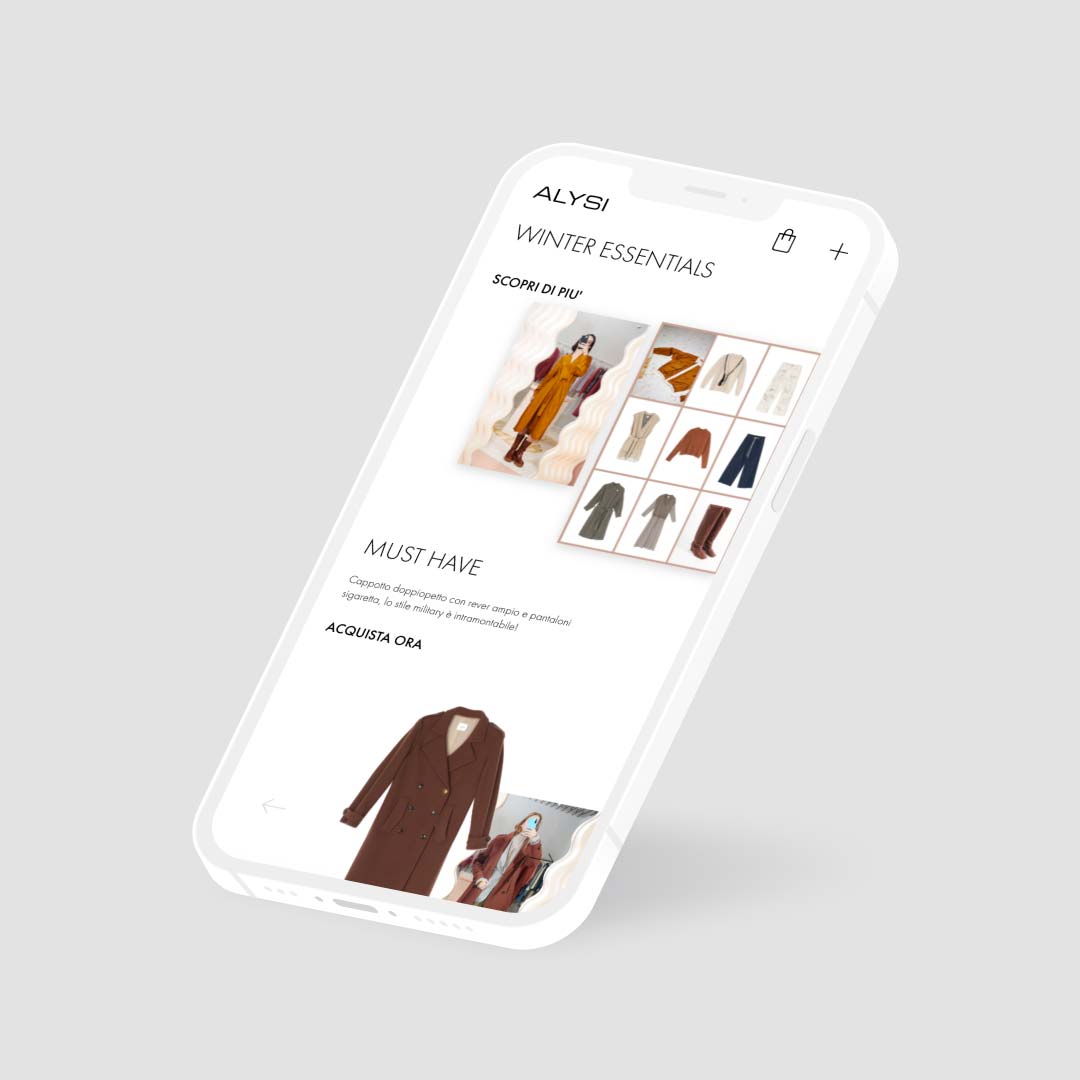 ALYSI
WINTER ESSENTIALS
SCOPRI DI PIU'
MUST HAVE
Cappotto doppiopetto con rever ampio e pantaloni
sigaretta, lo stile military è intramontabile!
ACQUISTA ORA